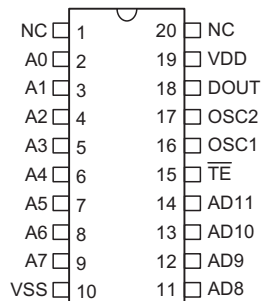 NC 1 20 NC
A0 2 19 VDD
A1 3 18 DOUT
A2 4 17 OSC2
A3 5 16 OSC1
A4 6 15 T̅E̅
A5 7 14 AD11
A6 8 13 AD10
A7 9 12 AD9
VSS 10 11 AD8